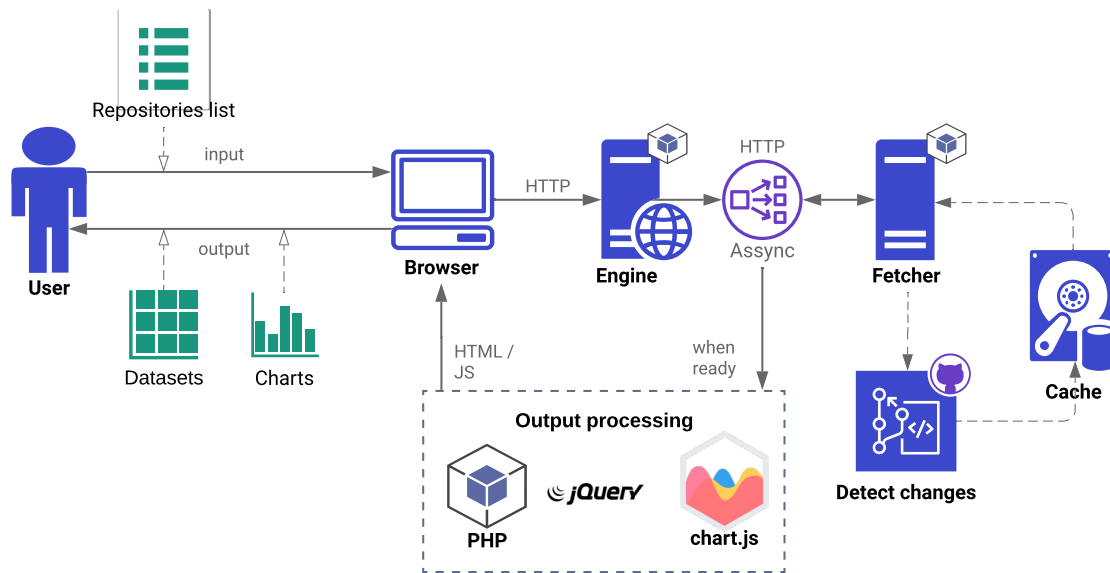 Repositories list
input
output
User
Datasets
Charts
Browser
HTTP
Engine
HTTP
Assync
Fetcher
Cache
</>
Detect changes
HTML /
JS
when
ready
Output processing
PHP
jQuery
chart.js